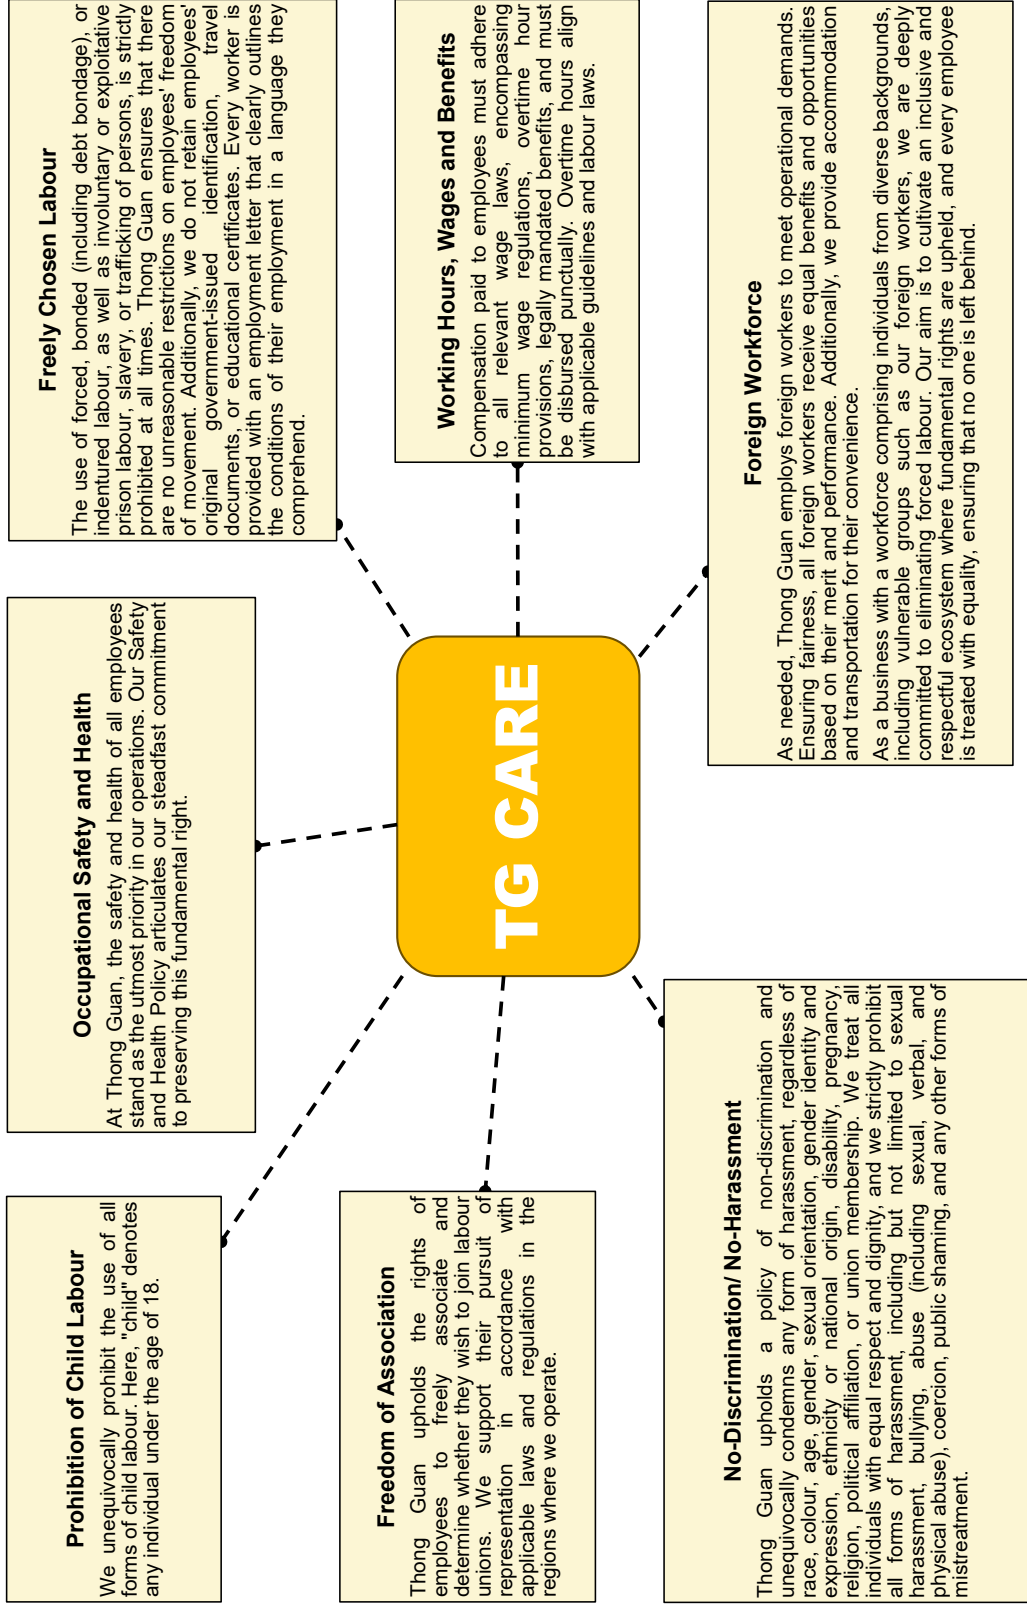 Prohibition of Child Labour
We unequivocally prohibit the use of all
forms of child labour. Here, "child" denotes
any individual under the age of 18.
Occupational Safety and Health
At Thong Guan, the safety and health of all employees
stand as the utmost priority in our operations. Our Safety
and Health Policy articulates our steadfast commitment
to preserving this fundamental right.
Freely Chosen Labour
The use of forced, bonded (including debt bondage), or
indentured labour, as well as involuntary or exploitative
prison labour, slavery, or trafficking of persons, is strictly
prohibited at all times. Thong Guan ensures that there
are no unreasonable restrictions on employees' freedom
of movement. Additionally, we do not retain employees'
original government-issued identification, travel
documents, or educational certificates. Every worker is
provided with an employment letter that clearly outlines
the conditions of their employment in a language they
comprehend.
Freedom of Association
Thong Guan upholds the rights of
employees to freely associate and
determine whether they wish to join labour
unions. We support their pursuit of
representation in accordance with
applicable laws and regulations in the
regions where we operate.
TG CARE
Working Hours, Wages and Benefits
Compensation paid to employees must adhere
to all relevant wage laws, encompassing
minimum wage regulations, overtime hour
provisions, legally mandated benefits, and must
be disbursed punctually. Overtime hours align
with applicable guidelines and labour laws.
No-Discrimination/ No-Harassment
Thong Guan upholds a policy of non-discrimination and
unequivocally condemns any form of harassment, regardless of
race, colour, age, gender, sexual orientation, gender identity and
expression, ethnicity or national origin, disability, pregnancy,
religion, political affiliation, or union membership. We treat all
individuals with equal respect and dignity, and we strictly prohibit
all forms of harassment, including but not limited to sexual
harassment, bullying, abuse (including sexual, verbal, and
physical abuse), coercion, public shaming, and any other forms of
mistreatment.
Foreign Workforce
As needed, Thong Guan employs foreign workers to meet operational demands.
Ensuring fairness, all foreign workers receive equal benefits and opportunities
based on their merit and performance. Additionally, we provide accommodation
and transportation for their convenience.
As a business with a workforce comprising individuals from diverse backgrounds,
including vulnerable groups such as our foreign workers, we are deeply
committed to eliminating forced labour. Our aim is to cultivate an inclusive and
respectful ecosystem where fundamental rights are upheld, and every employee
is treated with equality, ensuring that no one is left behind.